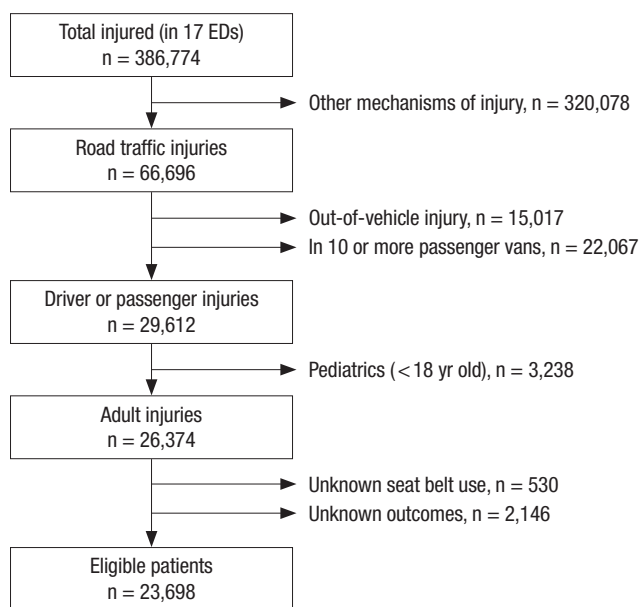 Total injured (in 17 EDs)
n = 386,774
Other mechanisms of injury, n = 320,078
Road traffic injuries
n = 66,696
Out-of-vehicle injury, n = 15,017
In 10 or more passenger vans, n = 22,067
Driver or passenger injuries
n = 29,612
Pediatrics (<18 yr old), n = 3,238
Adult injuries
n = 26,374
Unknown seat belt use, n = 530
Unknown outcomes, n = 2,146
Eligible patients
n = 23,698